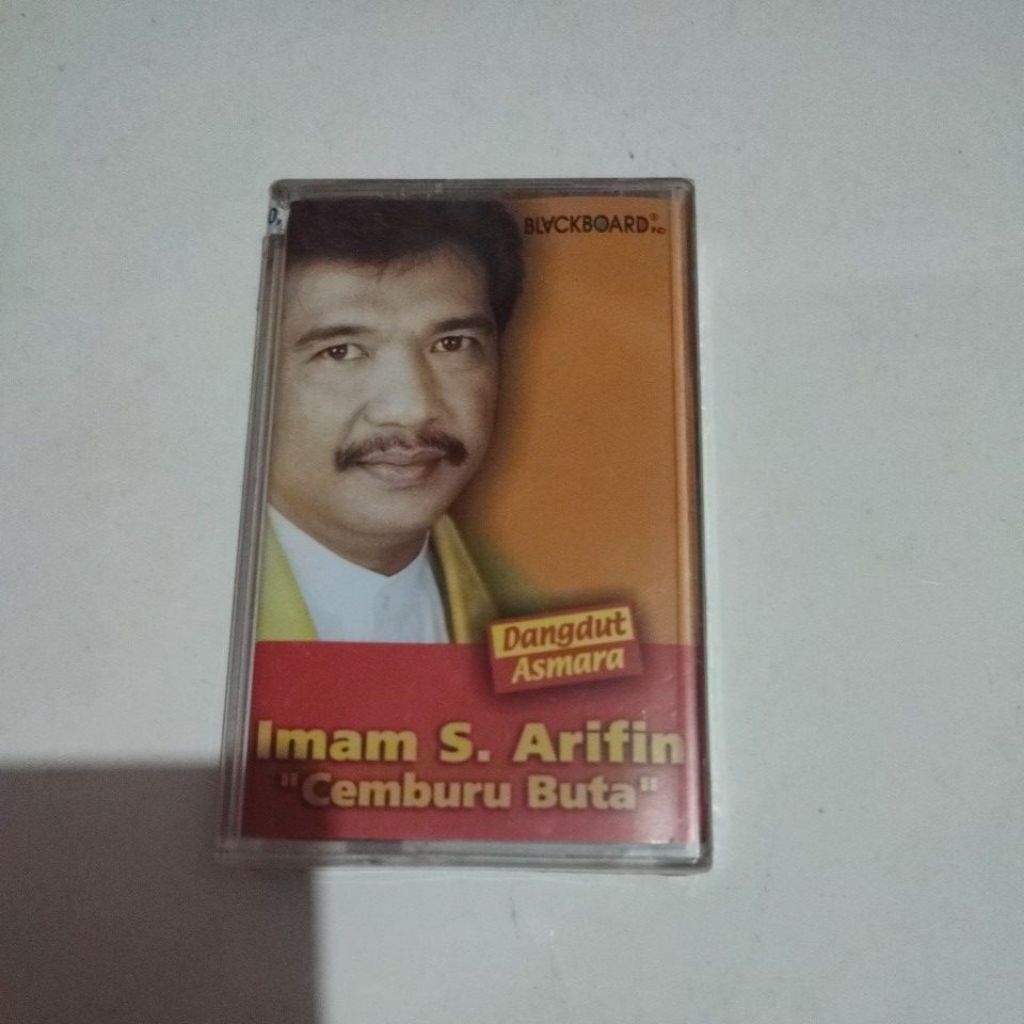 BLACKBOARD®
Dangdut
Asmara
Imam S. Arifin
"Cemburu Buta"